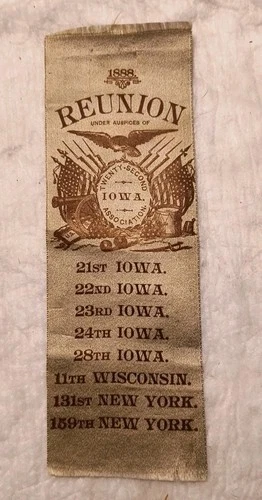 1888.
REUNION
UNDER AUSPICES OF
TWENTY-SECOND
IOWA.
ASSOCIATION.
21ST IOWA.
22ND IOWA.
23RD IOWA.
24TH IOWA.
28TH IOWA.
11TH WISCONSIN.
131ST NEW YORK.
159TH NEW YORK.